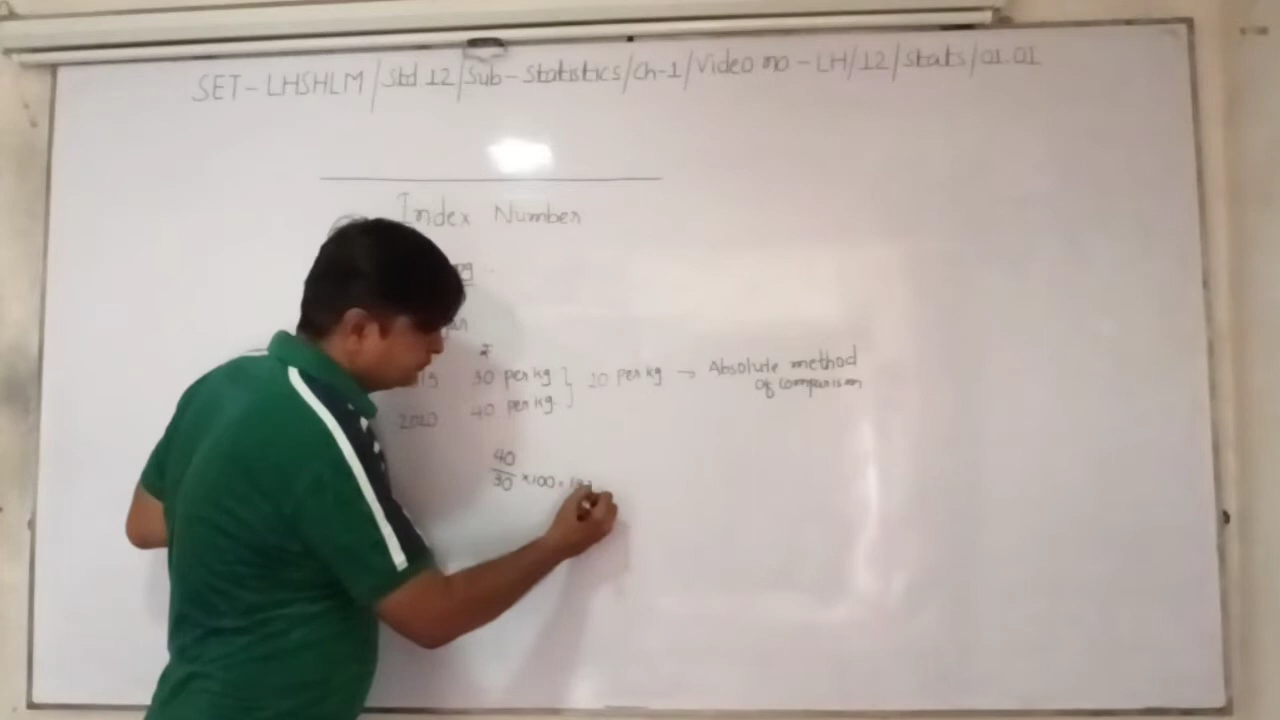 SET - LHSHLM / Std 12 / Sub - Statistics / Ch-1 / Video no - LH/12/Stats/01.01
Index Number
₹
30 per kg } 10 per kg → Absolute method
of comparison
2020 40 per kg.
40
30 × 100 =